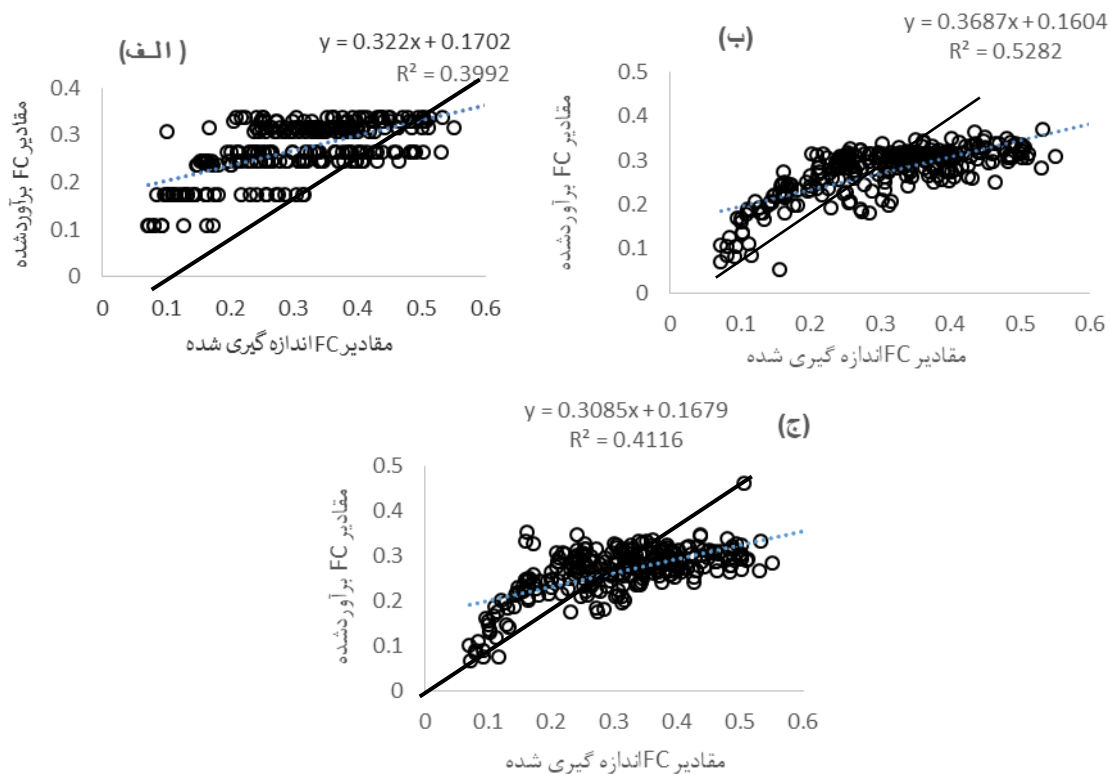 (الف)
y = 0.322x + 0.1702
R² = 0.3992
مقادیر FC برآوردشده
0.4
0.3
0.2
0.1
0
0 0.1 0.2 0.3 0.4 0.5 0.6
مقادیر FC اندازه گیری شده
(ب)
y = 0.3687x + 0.1604
R² = 0.5282
مقادیر FC برآوردشده
0.5
0.4
0.3
0.2
0.1
0
0 0.1 0.2 0.3 0.4 0.5 0.6
مقادیر FC اندازه گیری شده
(ج)
y = 0.3085x + 0.1679
R² = 0.4116
مقادیر FC برآوردشده
0.5
0.4
0.3
0.2
0.1
0
0 0.1 0.2 0.3 0.4 0.5 0.6
مقادیر FC اندازه گیری شده